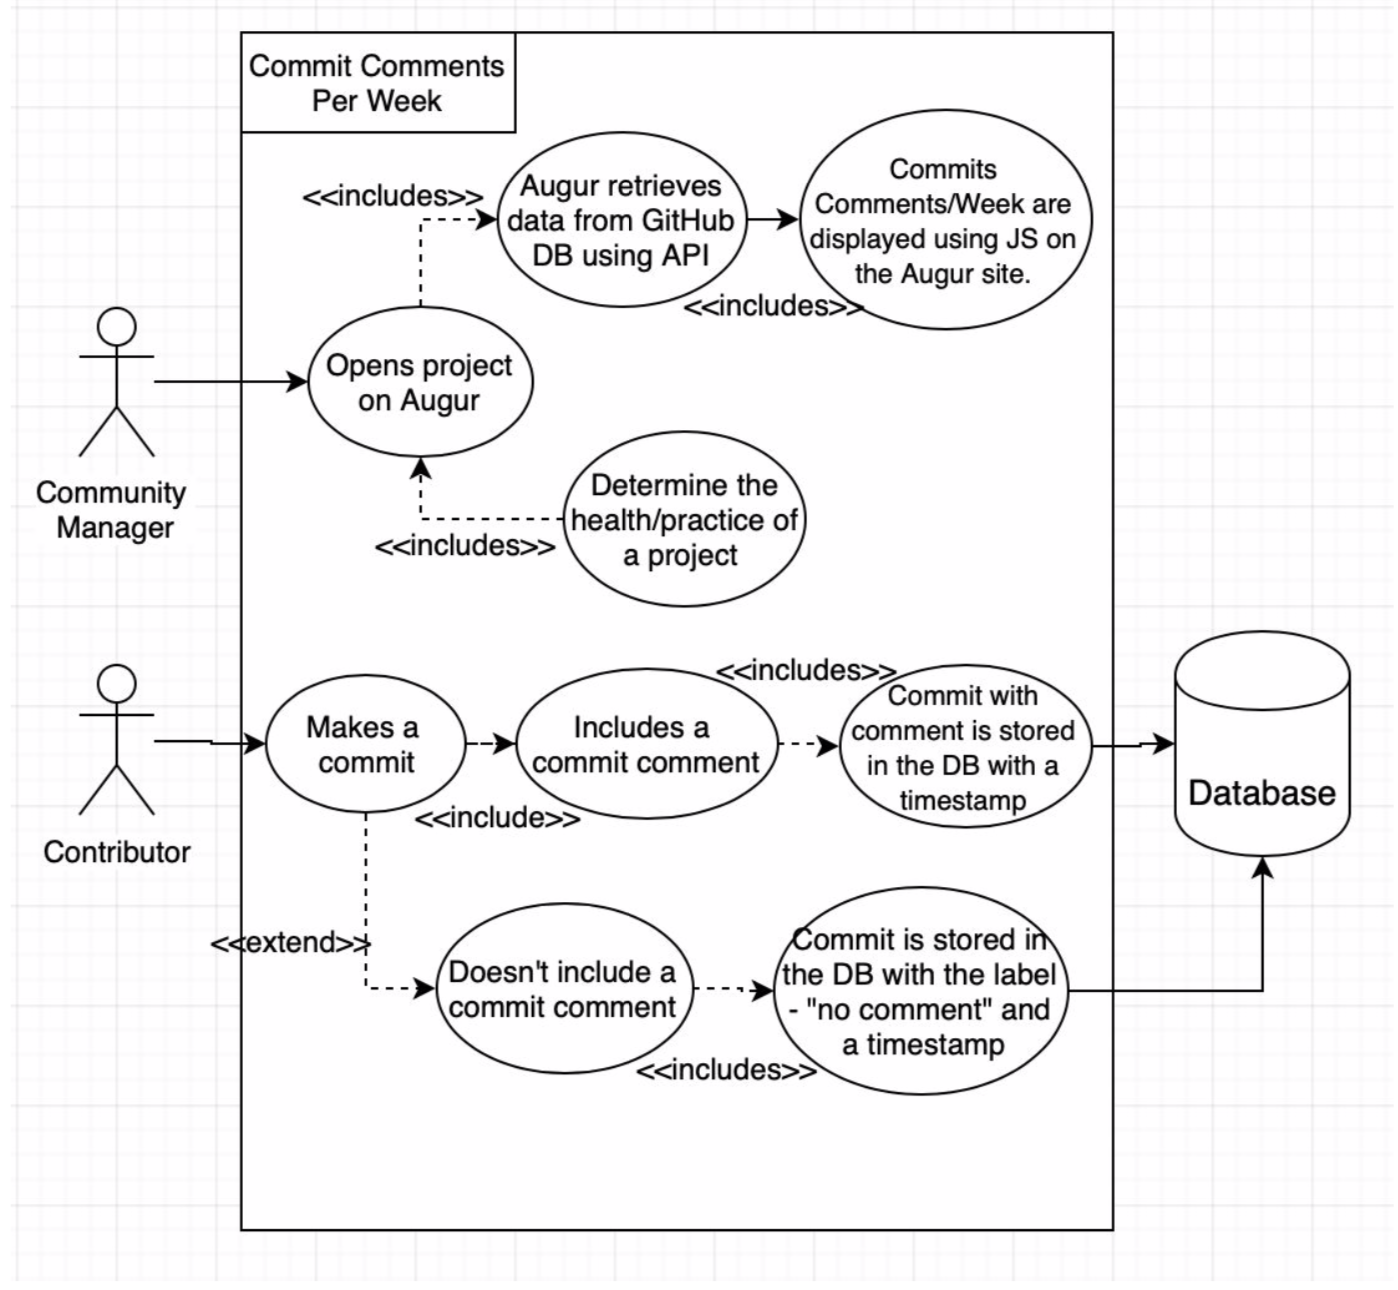 Commit Comments
Per Week
<<includes>>
Augur retrieves
data from GitHub
DB using API
Commits
Comments/Week are
displayed using JS on
the Augur site.
<<includes>>
Opens project
on Augur
Community
Manager
Determine the
health/practice of
a project
<<includes>>
<<includes>>
Makes a
commit
Includes a
commit comment
Commit with
comment is stored
in the DB with a
timestamp
Database
<<include>>
Contributor
<<extend>>
Doesn't include a
commit comment
Commit is stored in
the DB with the label
- "no comment" and
a timestamp
<<includes>>